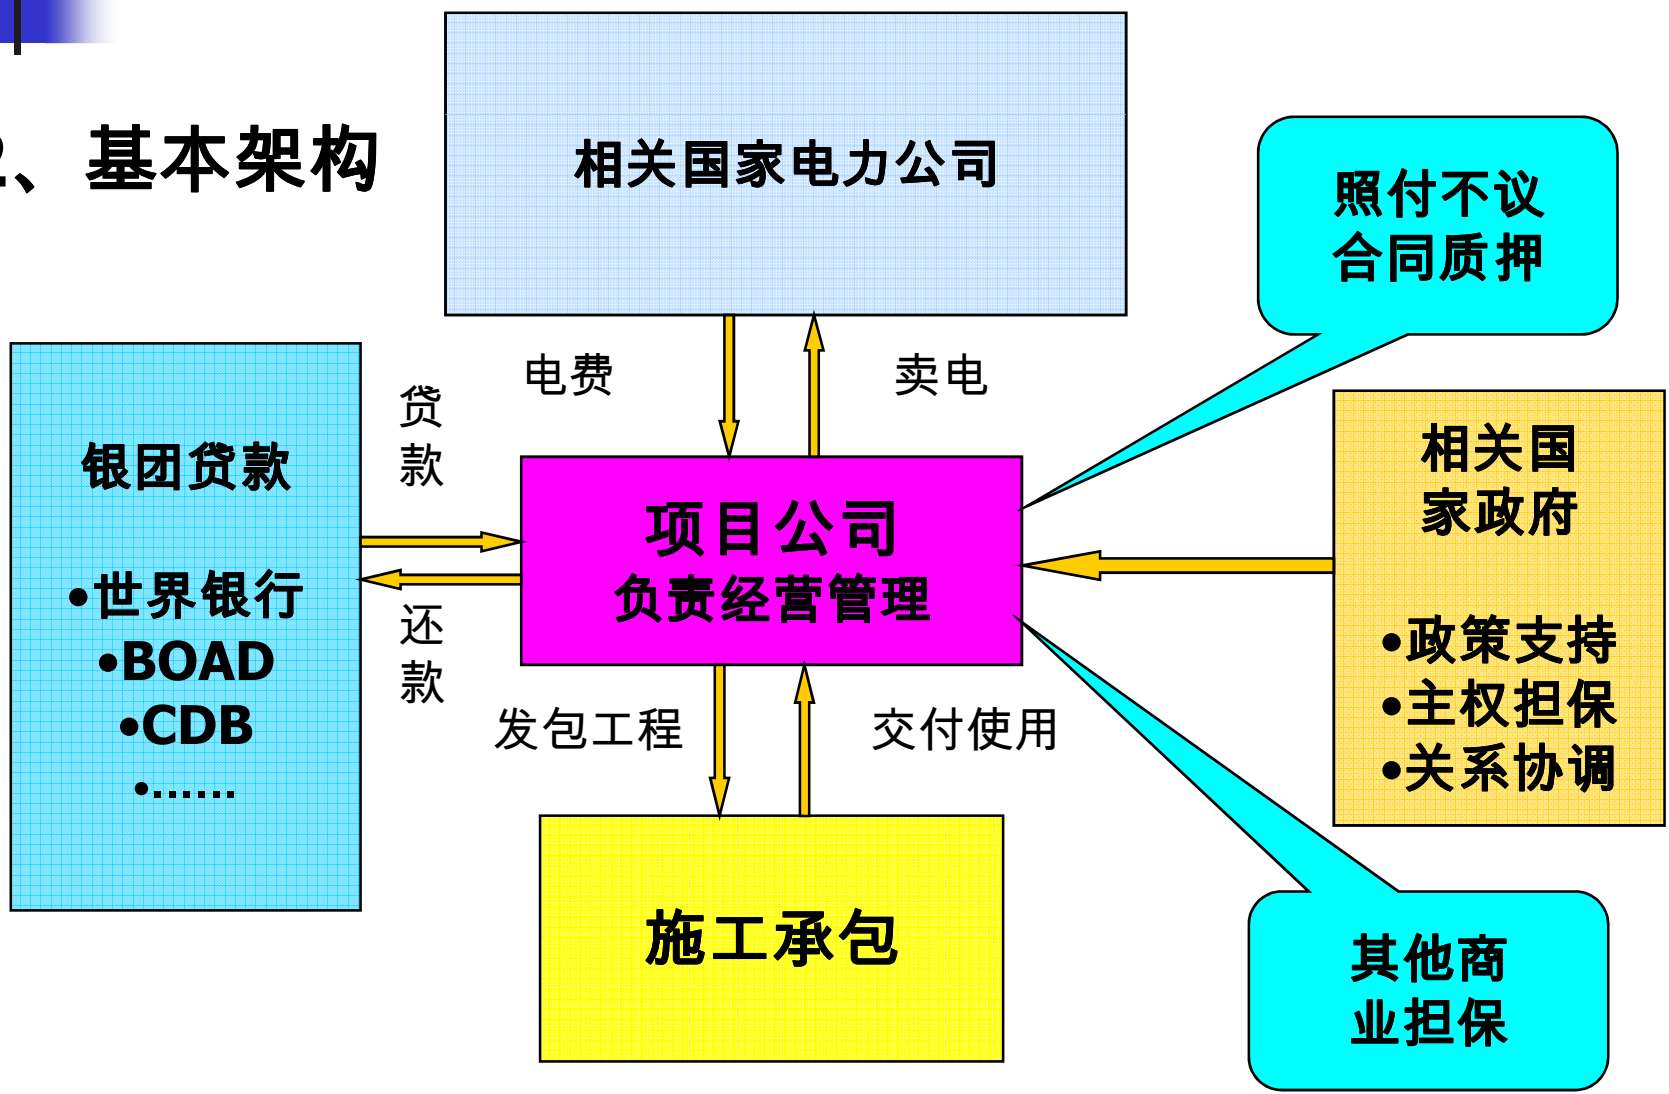 2、基本架构
相关国家电力公司
照付不议
合同质押
电费
卖电
贷
款
银团贷款
•世界银行
•BOAD
•CDB
•……
还
款
项目公司
负责经营管理
相关国
家政府
•政策支持
•主权担保
•关系协调
发包工程
交付使用
施工承包
其他商
业担保